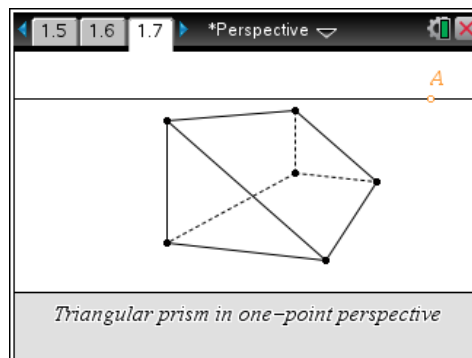 1.5 1.6 1.7 *Perspective
A
Triangular prism in one-point perspective